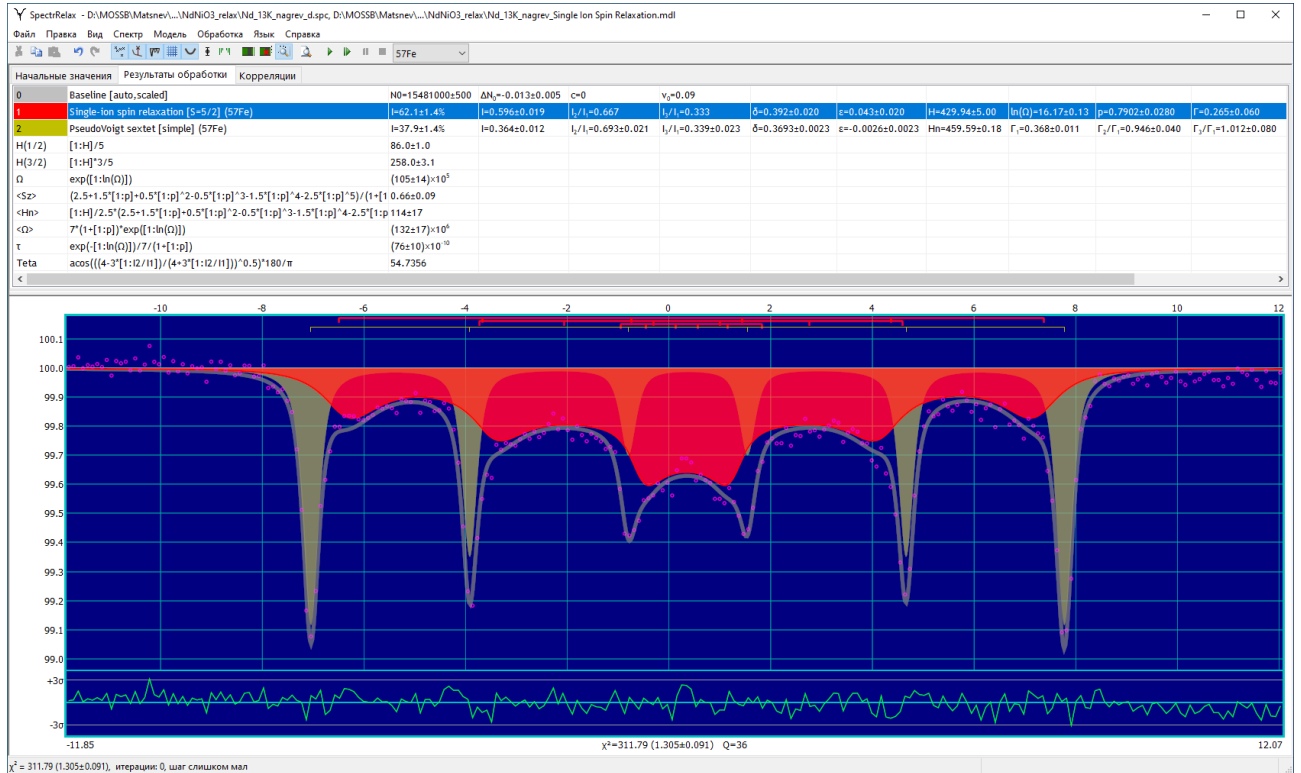 SpectrRelax - D:\MOSSB\Matsnev\...\NdNiO3_relax\Nd_13K_nagrev_d.spc, D:\MOSSB\Matsnev\...\NdNiO3_relax\Nd_13K_nagrev_Single Ion Spin Relaxation.mdl
Файл Правка Вид Спектр Модель Обработка Язык Справка
57Fe
Начальные значения Результаты обработки Корреляции
0 Baseline [auto,scaled] N0=15481000±500 ΔN₀=-0.013±0.005 c=0 v₀=0.09
1 Single-ion spin relaxation [S=5/2] (57Fe) I=62.1±1.4% I=0.596±0.019 I₂/I₁=0.667 I₃/I₁=0.333 δ=0.392±0.020 ε=0.043±0.020 H=429.94±5.00 ln(Ω)=16.17±0.13 p=0.7902±0.0280 Γ=0.265±0.060
2 PseudoVoigt sextet [simple] (57Fe) I=37.9±1.4% I=0.364±0.012 I₂/I₁=0.693±0.021 I₃/I₁=0.339±0.023 δ=0.3693±0.0023 ε=-0.0026±0.0023 Hn=459.59±0.18 Γ₁=0.368±0.011 Γ₂/Γ₁=0.946±0.040 Γ₃/Γ₁=1.012±0.080
H(1/2) [1:H]/5 86.0±1.0
H(3/2) [1:H]*3/5 258.0±3.1
Ω exp([1:ln(Ω)]) (105±14)×10⁵
<Sz> (2.5+1.5*[1:p]+0.5*[1:p]^2-0.5*[1:p]^3-1.5*[1:p]^4-2.5*[1:p]^5)/(1+[1 0.66±0.09
<Hn> [1:H]/2.5*(2.5+1.5*[1:p]+0.5*[1:p]^2-0.5*[1:p]^3-1.5*[1:p]^4-2.5*[1:p 114±17
<Ω> 7*(1+[1:p])*exp([1:ln(Ω)]) (132±17)×10⁶
τ exp(-[1:ln(Ω)])/7/(1+[1:p]) (76±10)×10⁻¹⁰
Teta acos(((4-3*[1:I2/I1])/(4+3*[1:I2/I1]))^0.5)*180/π 54.7356
-10 -8 -6 -4 -2 0 2 4 6 8 10 12
100.1
100.0
99.9
99.8
99.7
99.6
99.5
99.4
99.3
99.2
99.1
99.0
+3σ
-3σ
-11.85 χ²=311.79 (1.305±0.091) Q=36 12.07
χ² = 311.79 (1.305±0.091), итерации: 0, шаг слишком мал